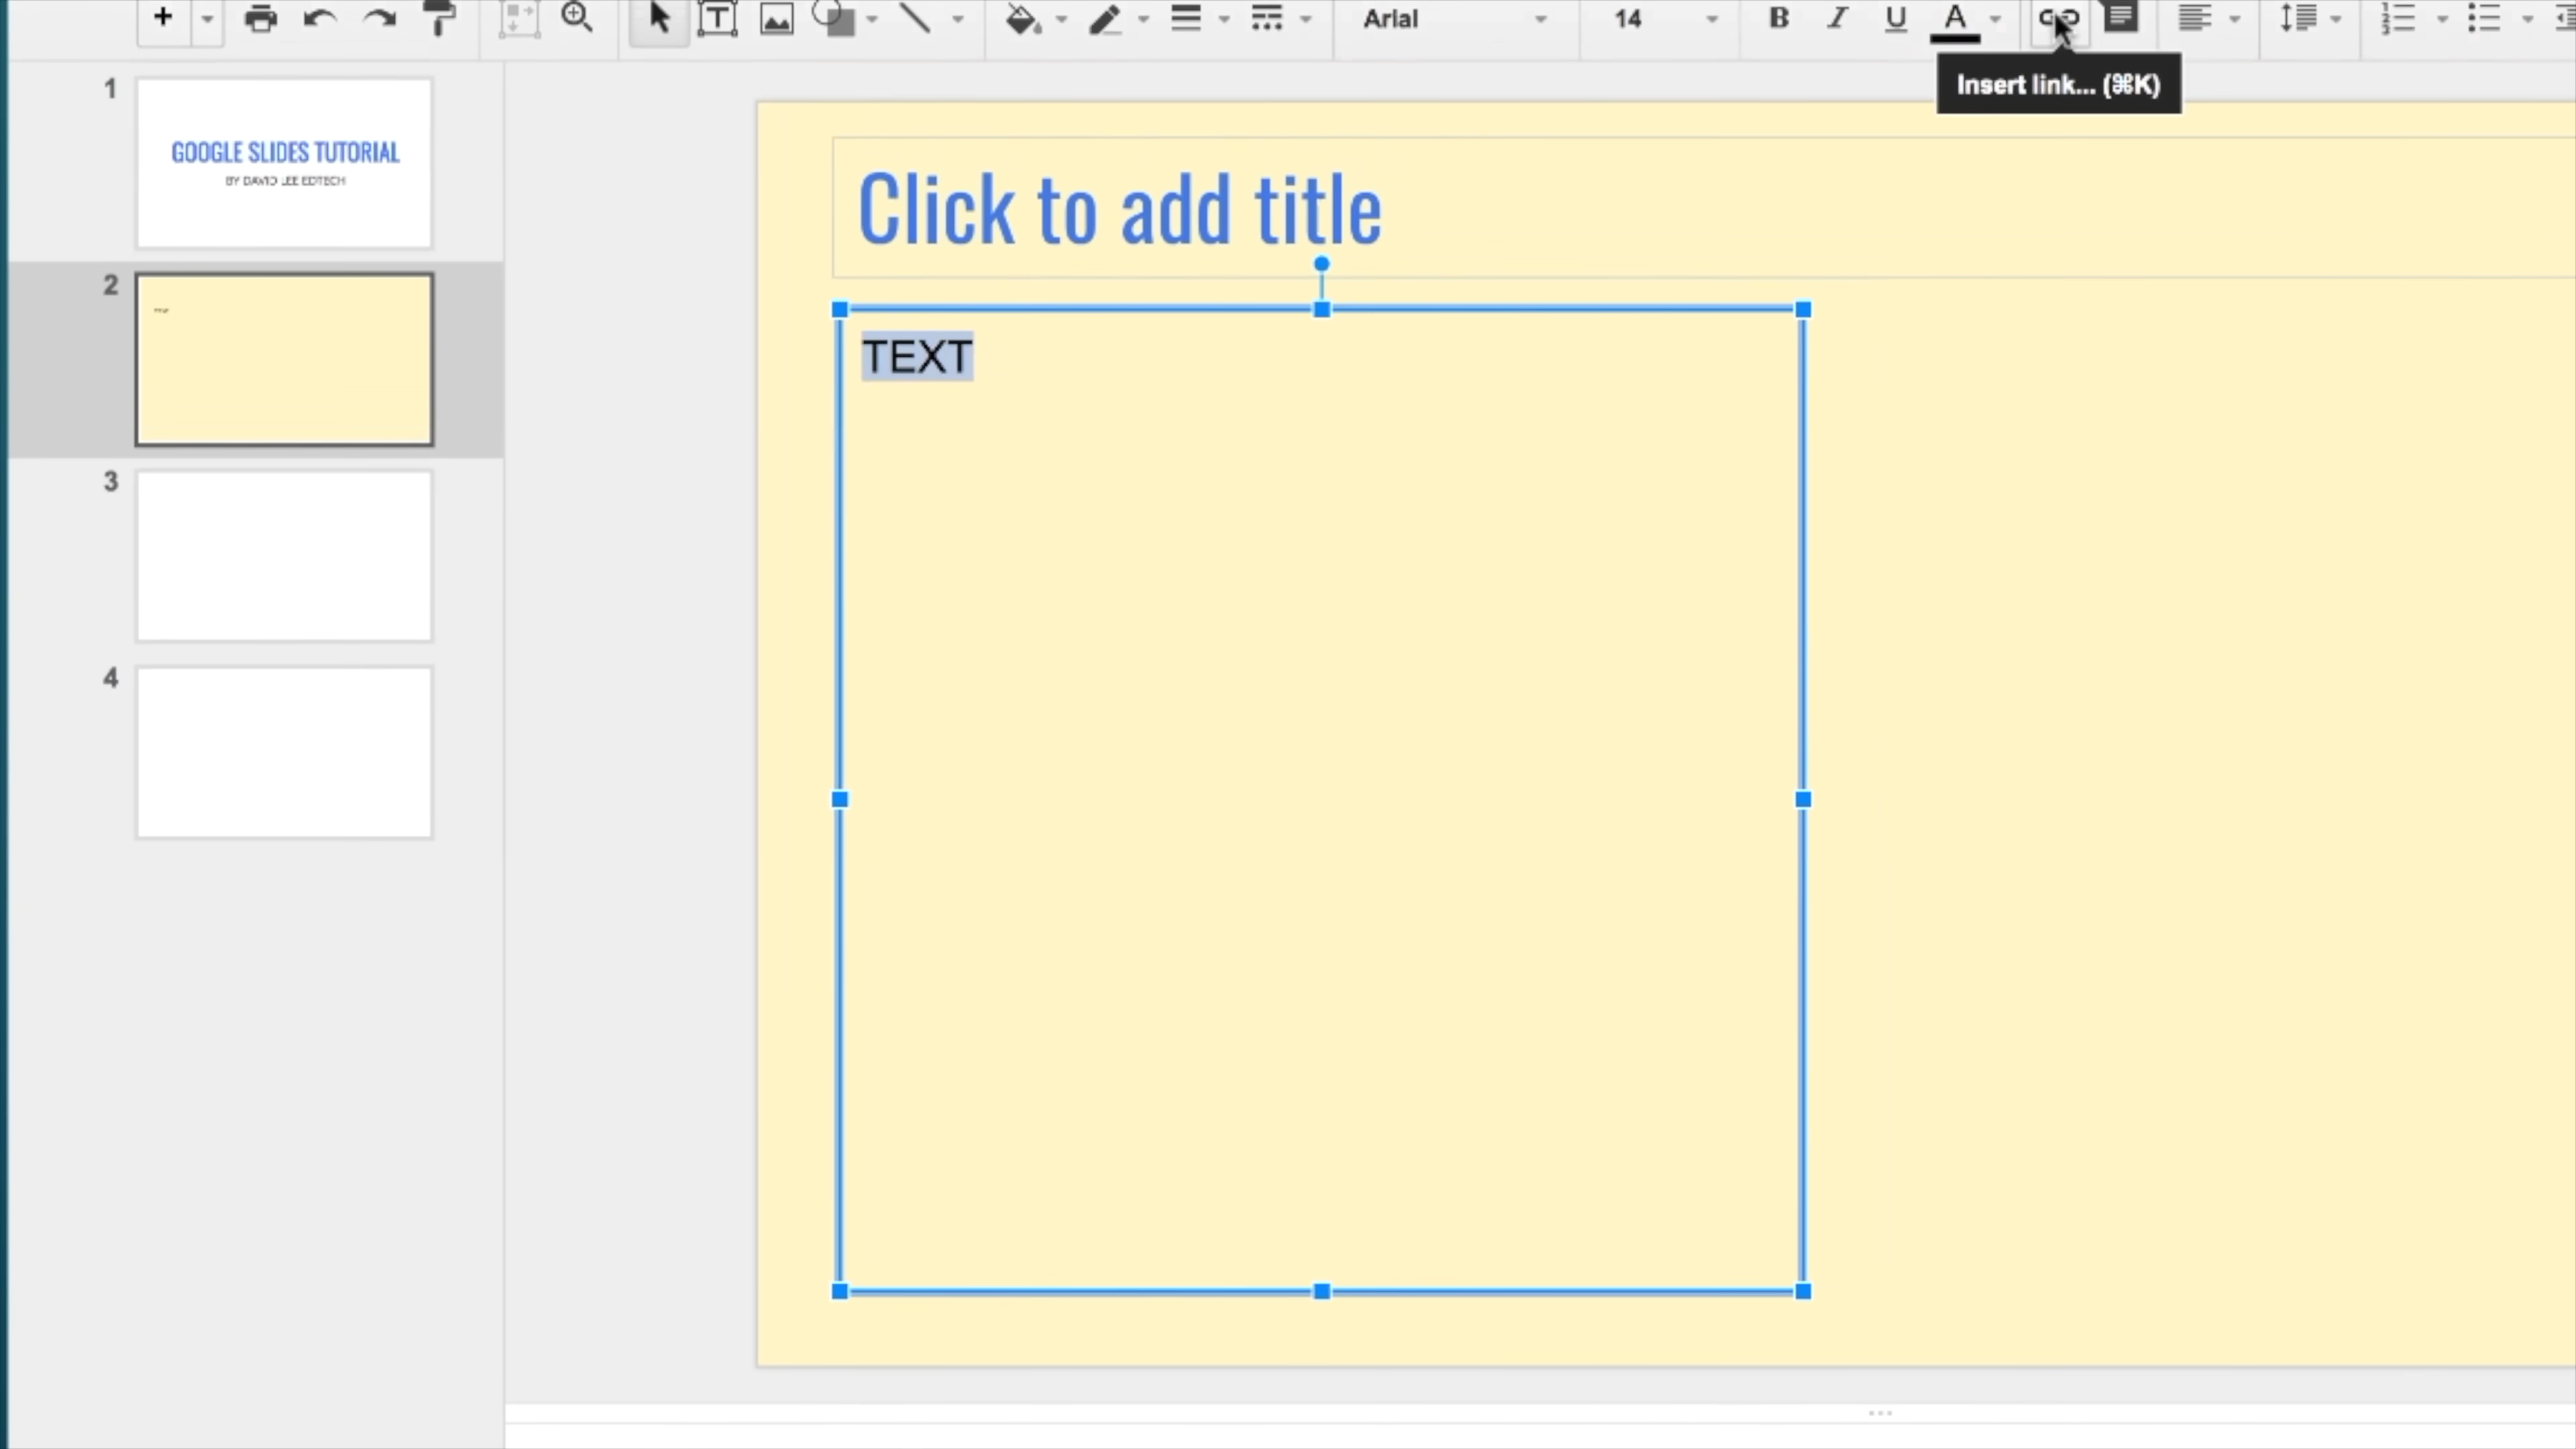 Arial 14 B I U A
Insert link... (⌘K)
1
GOOGLE SLIDES TUTORIAL
BY DAVID LEE EDTECH
2
3
4
Click to add title
TEXT